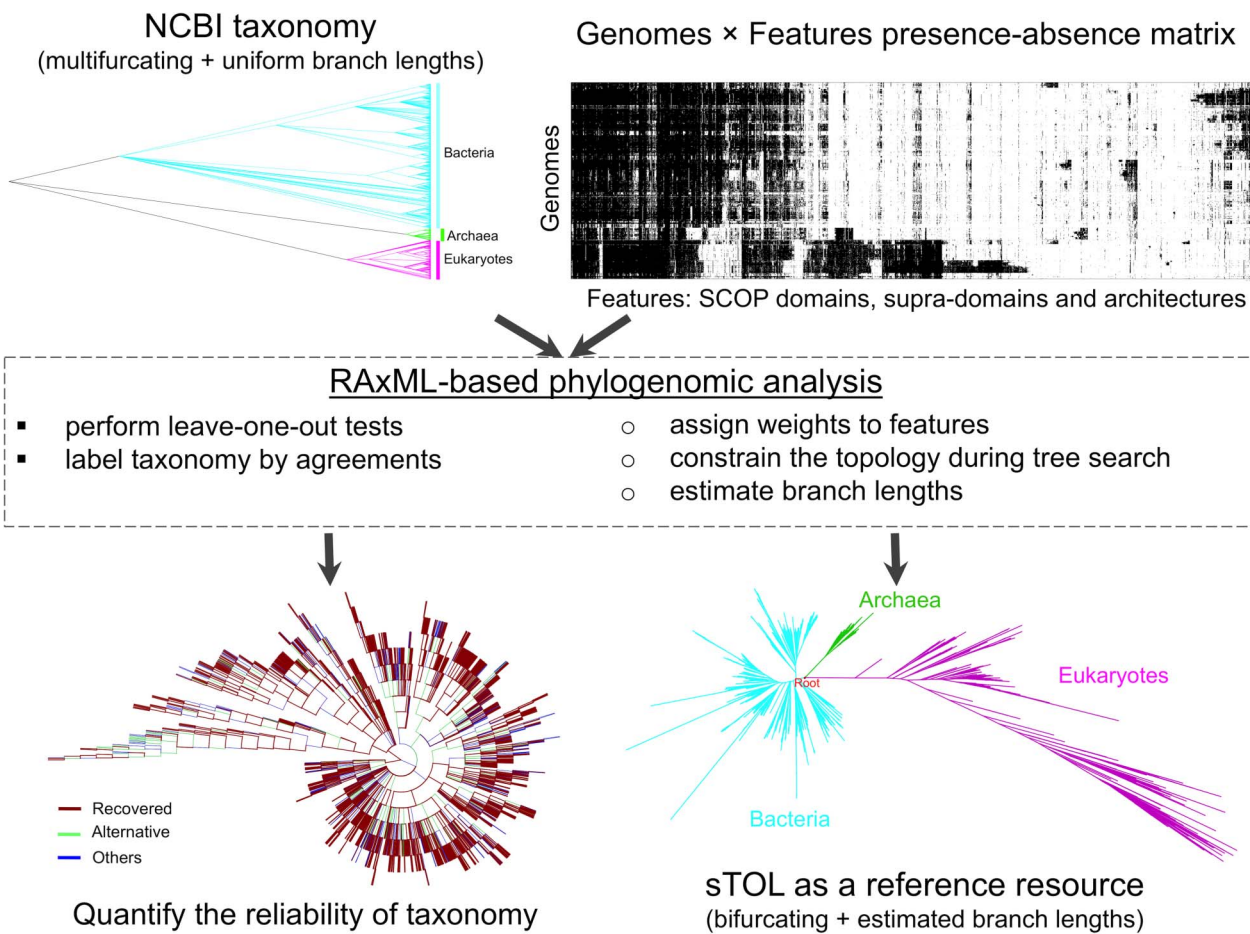 NCBI taxonomy
(multifurcating + uniform branch lengths)
Bacteria
Archaea
Eukaryotes
Genomes × Features presence-absence matrix
Genomes
Features: SCOP domains, supra-domains and architectures
RAxML-based phylogenomic analysis
▪ perform leave-one-out tests
▪ label taxonomy by agreements
○ assign weights to features
○ constrain the topology during tree search
○ estimate branch lengths
Recovered
Alternative
Others
Quantify the reliability of taxonomy
Archaea
Root
Eukaryotes
Bacteria
sTOL as a reference resource
(bifurcating + estimated branch lengths)